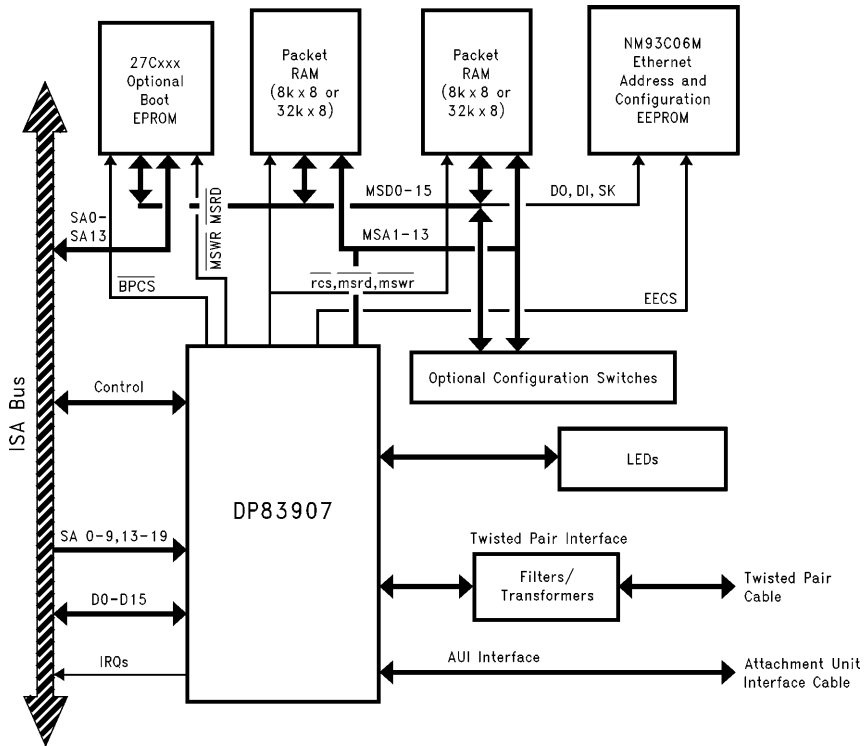 27Cxxx
Optional
Boot
EPROM
Packet
RAM
(8k x 8 or
32k x 8)
Packet
RAM
(8k x 8 or
32k x 8)
NM93C06M
Ethernet
Address and
Configuration
EEPROM
MSD0-15
DO, DI, SK
SA0-
SA13
MSWR MSRD
MSA1-13
BPCS
rcs,msrd,mswr
EECS
Optional Configuration Switches
ISA Bus
Control
DP83907
LEDs
SA 0-9,13-19
Twisted Pair Interface
Filters/
Transformers
Twisted Pair
Cable
D0-D15
IRQs
AUI Interface
Attachment Unit
Interface Cable